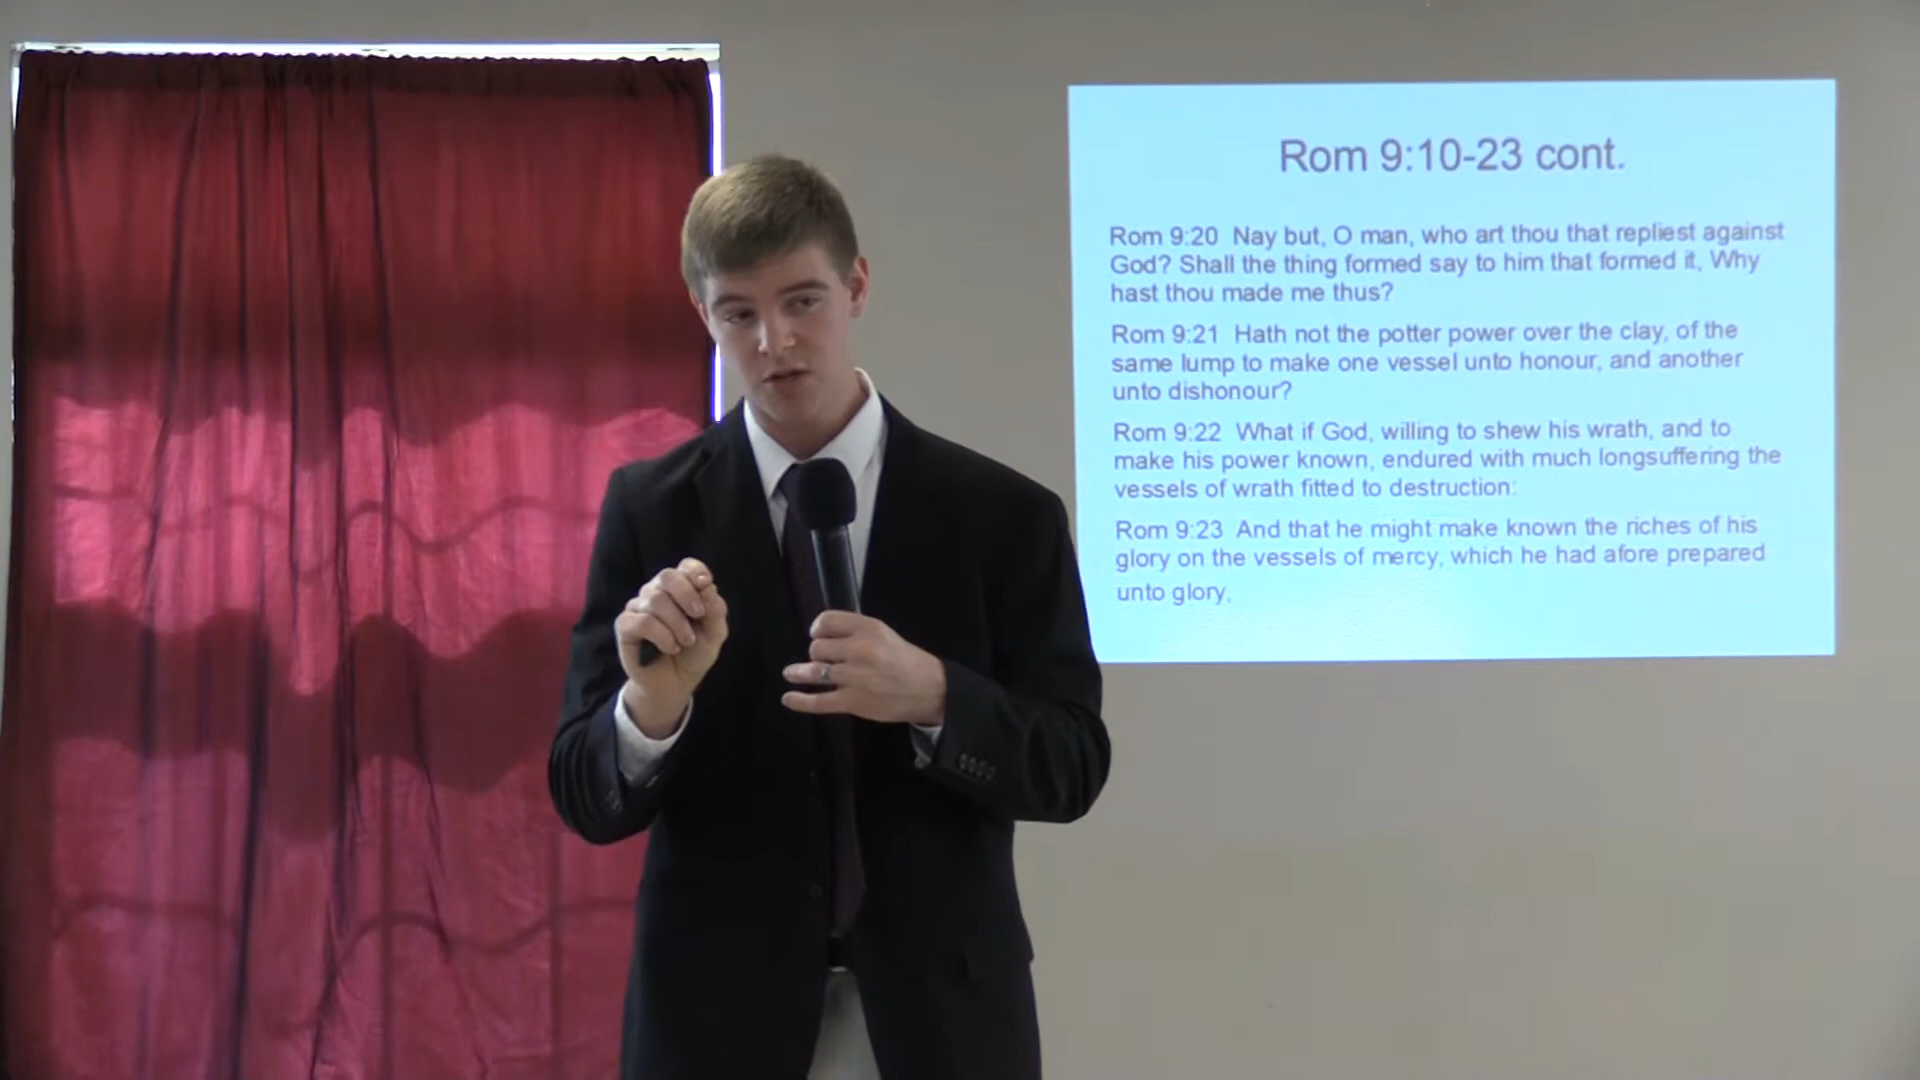 Rom 9:10-23 cont.
Rom 9:20 Nay but, O man, who art thou that repliest against
God? Shall the thing formed say to him that formed it, Why
hast thou made me thus?
Rom 9:21 Hath not the potter power over the clay, of the
same lump to make one vessel unto honour, and another
unto dishonour?
Rom 9:22 What if God, willing to shew his wrath, and to
make his power known, endured with much longsuffering the
vessels of wrath fitted to destruction:
Rom 9:23 And that he might make known the riches of his
glory on the vessels of mercy, which he had afore prepared
unto glory,